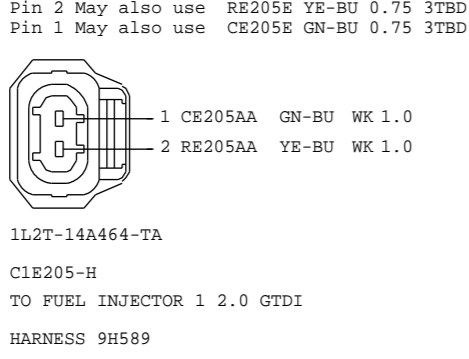 Pin 2 May also use RE205E YE-BU 0.75 3TBD
Pin 1 May also use CE205E GN-BU 0.75 3TBD
1 CE205AA GN-BU WK 1.0
2 RE205AA YE-BU WK 1.0
1L2T-14A464-TA
C1E205-H
TO FUEL INJECTOR 1 2.0 GTDI
HARNESS 9H589